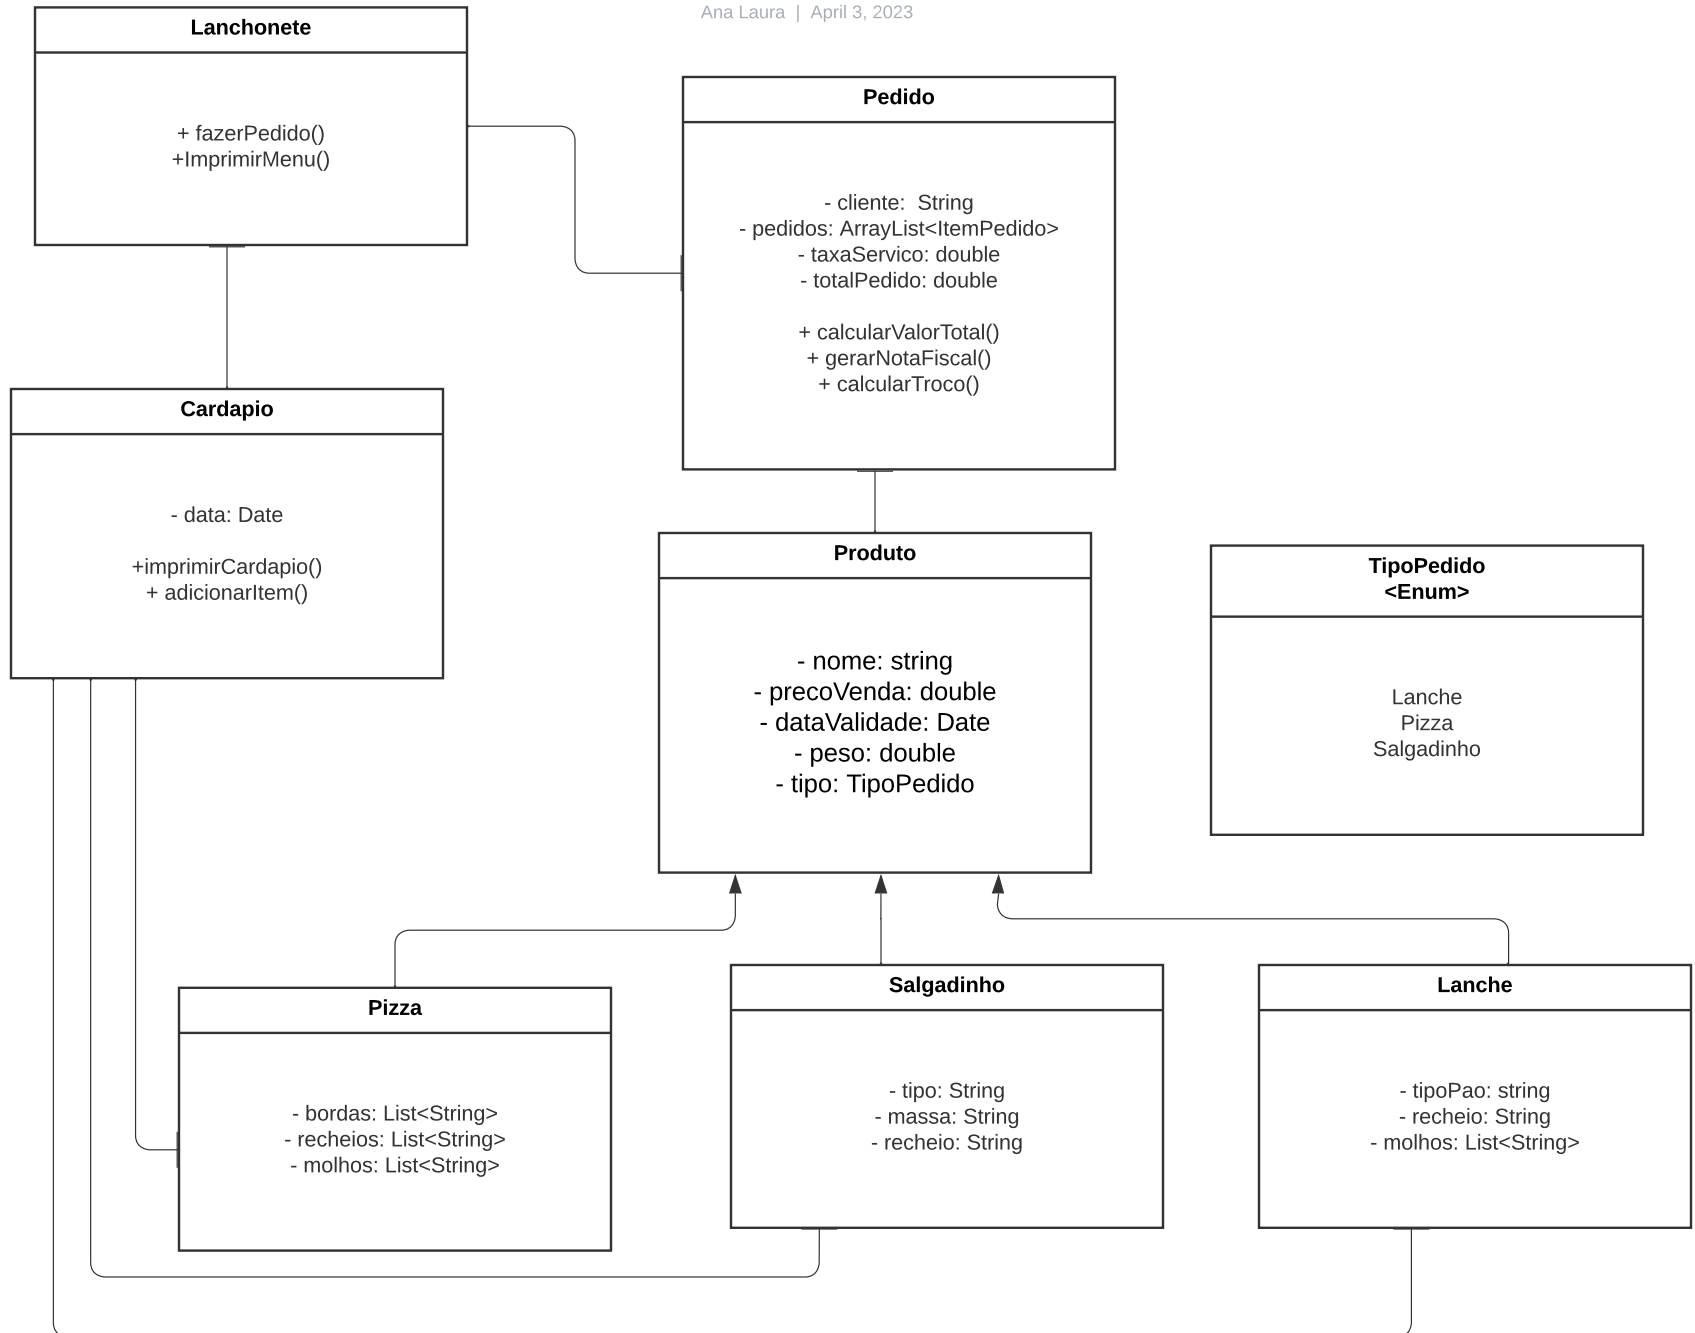 Ana Laura | April 3, 2023
Lanchonete
+ fazerPedido()
+ImprimirMenu()
Pedido
- cliente:  String
- pedidos: ArrayList<ItemPedido>
- taxaServico: double
- totalPedido: double
+ calcularValorTotal()
+ gerarNotaFiscal()
+ calcularTroco()
Cardapio
- data: Date
+imprimirCardapio()
+ adicionarItem()
Produto
- nome: string
- precoVenda: double
- dataValidade: Date
- peso: double
- tipo: TipoPedido
TipoPedido
<Enum>
Lanche
Pizza
Salgadinho
Pizza
- bordas: List<String>
- recheios: List<String>
- molhos: List<String>
Salgadinho
- tipo: String
- massa: String
- recheio: String
Lanche
- tipoPao: string
- recheio: String
- molhos: List<String>